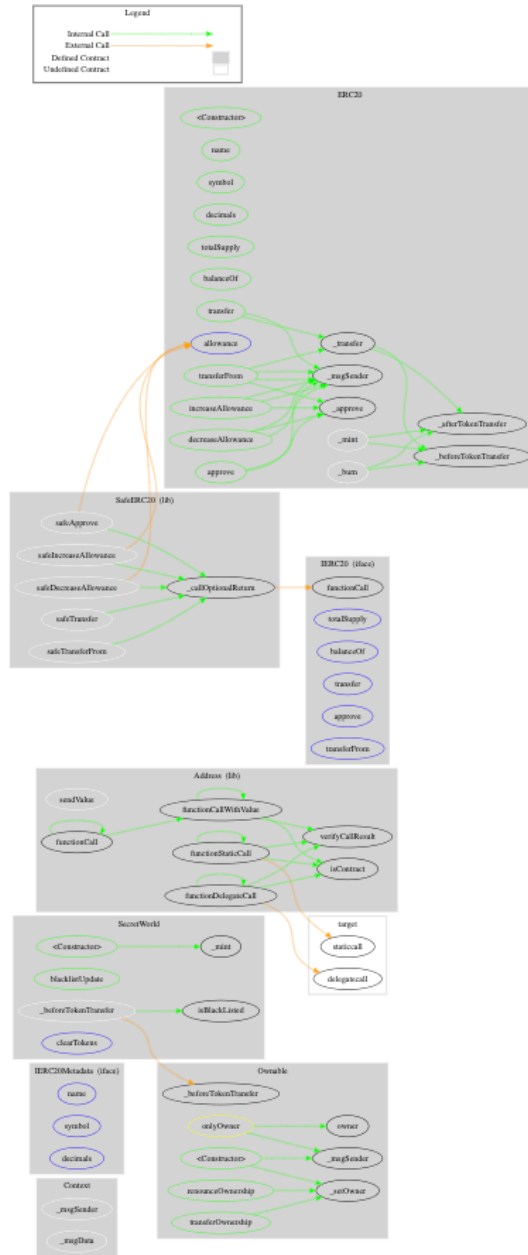 Legend
Internal Call
External Call
Defined Contract
Undefined Contract
ERC20
<Constructor>
name
symbol
decimals
totalSupply
balanceOf
transfer
allowance
_transfer
transferFrom
_msgSender
increaseAllowance
_approve
decreaseAllowance
_mint
_afterTokenTransfer
approve
_burn
_beforeTokenTransfer
SafeERC20 (lib)
safeApprove
safeIncreaseAllowance
safeDecreaseAllowance
_callOptionalReturn
safeTransfer
safeTransferFrom
IERC20 (iface)
functionCall
totalSupply
balanceOf
transfer
approve
transferFrom
Address (lib)
sendValue
functionCallWithValue
functionCall
verifyCallResult
functionStaticCall
isContract
functionDelegateCall
target
staticcall
delegatecall
SecretWorld
<Constructor>
_mint
blacklistUpdate
_beforeTokenTransfer
isBlackListed
clearTokens
IERC20Metadata (iface)
name
symbol
decimals
Ownable
_beforeTokenTransfer
onlyOwner
owner
<Constructor>
_msgSender
renounceOwnership
_setOwner
transferOwnership
Context
_msgSender
_msgData